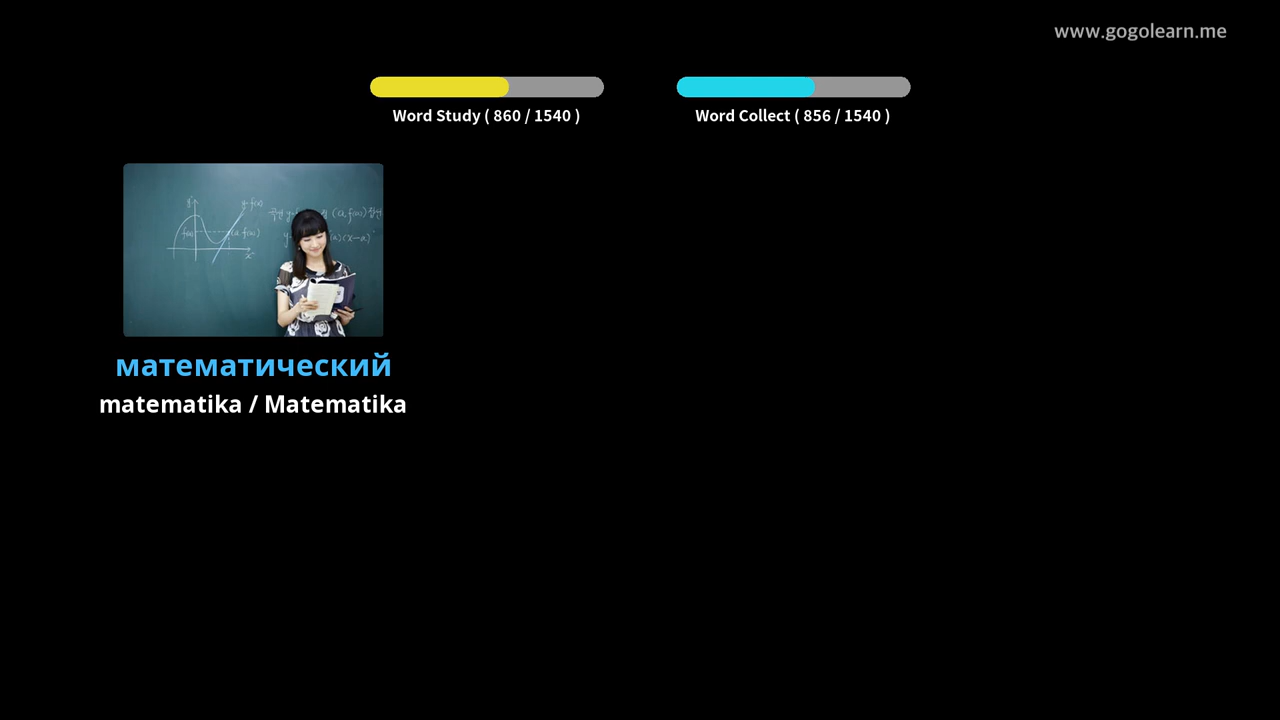 www.gogolearn.me
Word Study ( 860 / 1540 )
Word Collect ( 856 / 1540 )
математический
matematika / Matematika